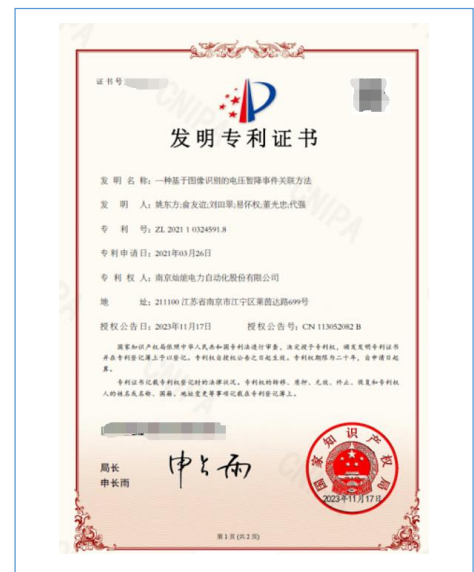 证书号
发明专利证书
发 明 名 称：一种基于图像识别的电压暂降事件关联方法
发 明 人：姚东方;俞友谊;刘田翠;易怀权;董光忠;代强
专 利 号：ZL 2021 1 0324591.8
专利申请日：2021年03月26日
专 利 权 人：南京灿能电力自动化股份有限公司
地 址：211100 江苏省南京市江宁区莱茵达路699号
授权公告日：2023年11月17日 授权公告号：CN 113052082 B
国家知识产权局依照中华人民共和国专利法进行审查，决定授予专利权，颁发发明专利证书
并在专利登记簿上予以登记。专利权自授权公告之日起生效。专利权期限为二十年，自申请日起
算。
专利证书记载专利权登记时的法律状况。专利权的转移、质押、无效、终止、恢复和专利权
人的姓名或名称、国籍、地址变更等事项记载在专利登记簿上。
局长
申长雨
申长雨
国家知识产权局
2023年11月17日
第1页(共2页)
CNIPA
CNIPA